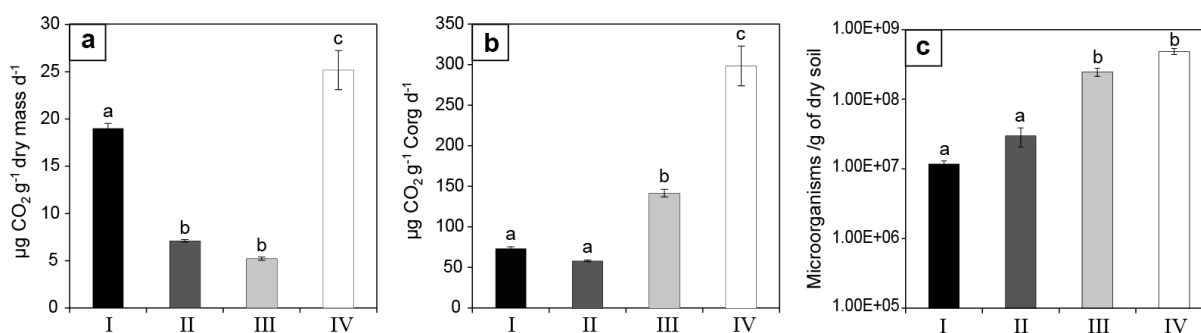 a
µg CO₂ g⁻¹ dry mass d⁻¹
30
25
20
15
10
5
0
a
b
b
c
I II III IV
b
µg CO₂ g⁻¹ Corg d⁻¹
350
300
250
200
150
100
50
0
a
a
b
c
I II III IV
c
Microorganisms /g of dry soil
1.00E+09
1.00E+08
1.00E+07
1.00E+06
1.00E+05
a
a
b
b
I II III IV